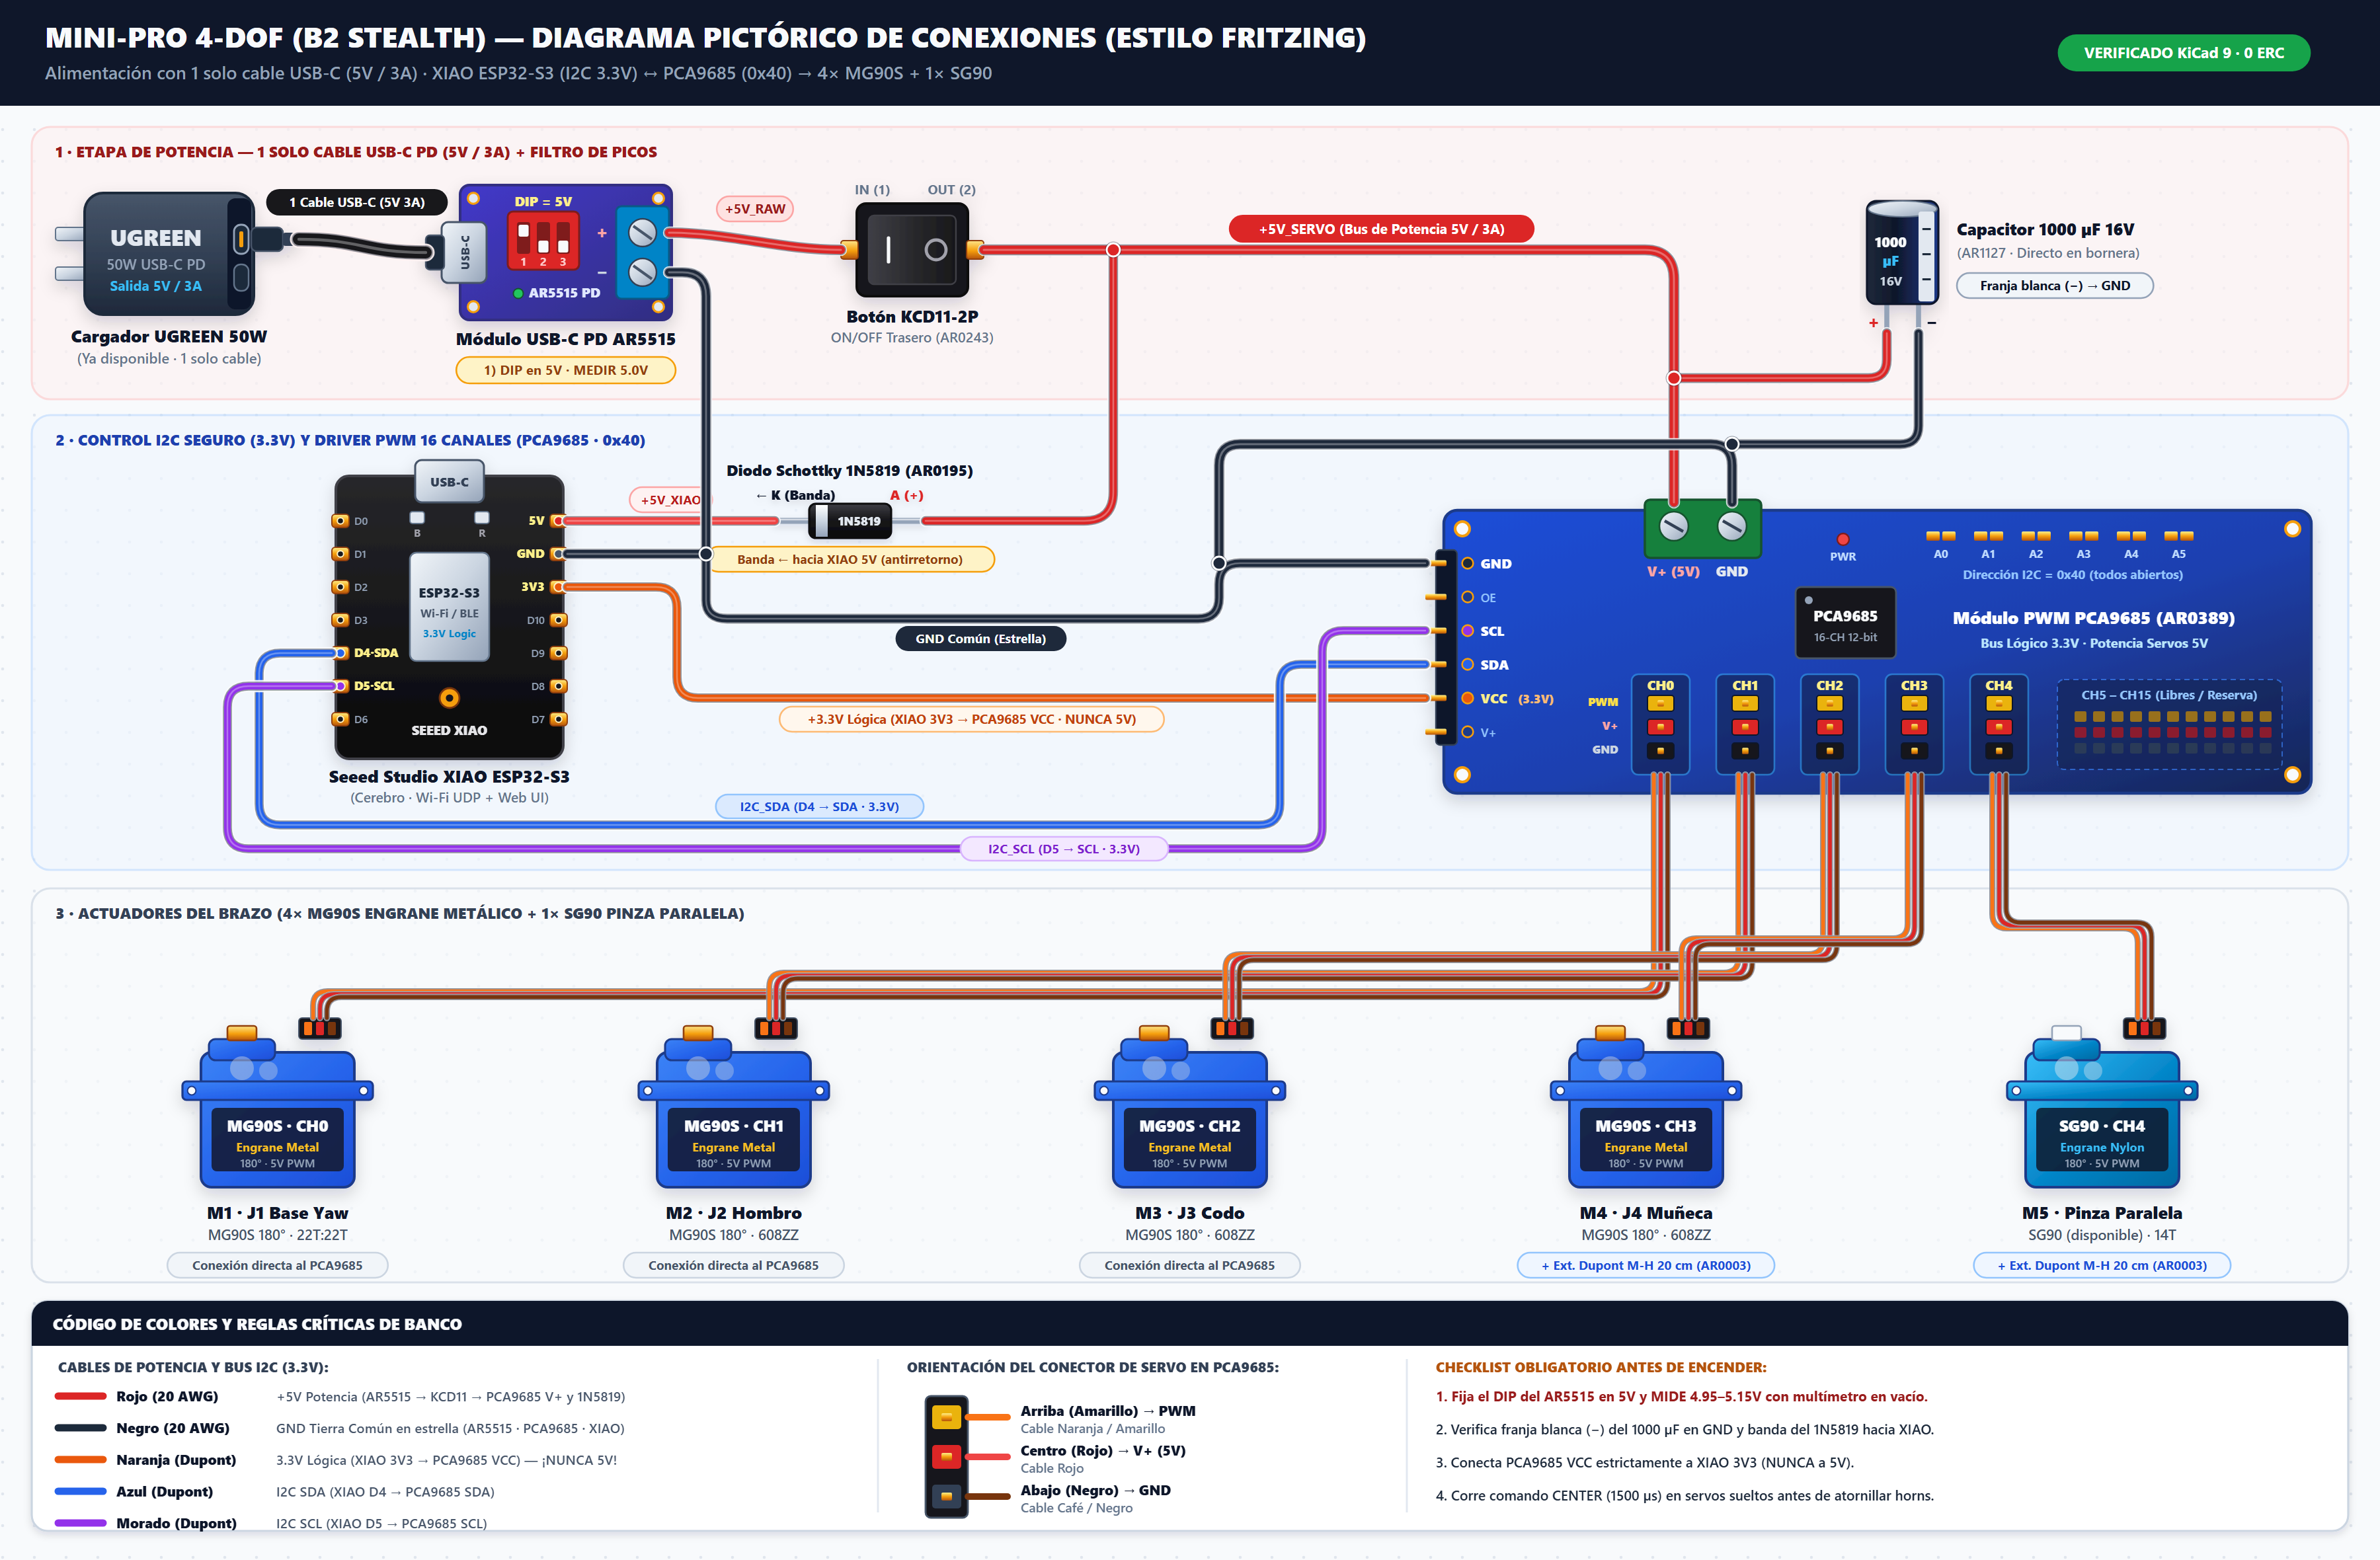 MINI-PRO 4-DOF (B2 STEALTH) — DIAGRAMA PICTÓRICO DE CONEXIONES (ESTILO FRITZING)
Alimentación con 1 solo cable USB-C (5V / 3A) · XIAO ESP32-S3 (I2C 3.3V) ↔ PCA9685 (0x40) → 4× MG90S + 1× SG90
VERIFICADO KiCad 9 · 0 ERC
1 · ETAPA DE POTENCIA — 1 SOLO CABLE USB-C PD (5V / 3A) + FILTRO DE PICOS
UGREEN
50W USB-C PD
Salida 5V / 3A
Cargador UGREEN 50W
(Ya disponible · 1 solo cable)
1 Cable USB-C (5V 3A)
USB-C
DIP = 5V
1 2 3
+
−
AR5515 PD
Módulo USB-C PD AR5515
1) DIP en 5V · MEDIR 5.0V
+5V_RAW
IN (1)
OUT (2)
Botón KCD11-2P
ON/OFF Trasero (AR0243)
+5V_SERVO (Bus de Potencia 5V / 3A)
1000
µF
16V
+
−
Capacitor 1000 µF 16V
(AR1127 · Directo en bornera)
Franja blanca (−) → GND
2 · CONTROL I2C SEGURO (3.3V) Y DRIVER PWM 16 CANALES (PCA9685 · 0x40)
USB-C
B
R
D0
D1
D2
D3
D4·SDA
D5·SCL
D6
5V
GND
3V3
D10
D9
D8
D7
ESP32-S3
Wi-Fi / BLE
3.3V Logic
SEEED XIAO
Seeed Studio XIAO ESP32-S3
(Cerebro · Wi-Fi UDP + Web UI)
+5V_XIAO
Diodo Schottky 1N5819 (AR0195)
← K (Banda)
A (+)
1N5819
Banda ← hacia XIAO 5V (antirretorno)
GND Común (Estrella)
+3.3V Lógica (XIAO 3V3 → PCA9685 VCC · NUNCA 5V)
I2C_SDA (D4 → SDA · 3.3V)
I2C_SCL (D5 → SCL · 3.3V)
GND
OE
SCL
SDA
VCC (3.3V)
V+
V+ (5V)
GND
PWR
A0
A1
A2
A3
A4
A5
Dirección I2C = 0x40 (todos abiertos)
PCA9685
16-CH 12-bit
Módulo PWM PCA9685 (AR0389)
Bus Lógico 3.3V · Potencia Servos 5V
PWM
V+
GND
CH0
CH1
CH2
CH3
CH4
CH5 – CH15 (Libres / Reserva)
3 · ACTUADORES DEL BRAZO (4× MG90S ENGRANE METÁLICO + 1× SG90 PINZA PARALELA)
MG90S · CH0
Engrane Metal
180° · 5V PWM
M1 · J1 Base Yaw
MG90S 180° · 22T:22T
Conexión directa al PCA9685
MG90S · CH1
Engrane Metal
180° · 5V PWM
M2 · J2 Hombro
MG90S 180° · 608ZZ
Conexión directa al PCA9685
MG90S · CH2
Engrane Metal
180° · 5V PWM
M3 · J3 Codo
MG90S 180° · 608ZZ
Conexión directa al PCA9685
MG90S · CH3
Engrane Metal
180° · 5V PWM
M4 · J4 Muñeca
MG90S 180° · 608ZZ
+ Ext. Dupont M-H 20 cm (AR0003)
SG90 · CH4
Engrane Nylon
180° · 5V PWM
M5 · Pinza Paralela
SG90 (disponible) · 14T
+ Ext. Dupont M-H 20 cm (AR0003)
CÓDIGO DE COLORES Y REGLAS CRÍTICAS DE BANCO
CABLES DE POTENCIA Y BUS I2C (3.3V):
Rojo (20 AWG) +5V Potencia (AR5515 → KCD11 → PCA9685 V+ y 1N5819)
Negro (20 AWG) GND Tierra Común en estrella (AR5515 · PCA9685 · XIAO)
Naranja (Dupont) 3.3V Lógica (XIAO 3V3 → PCA9685 VCC) — ¡NUNCA 5V!
Azul (Dupont) I2C SDA (XIAO D4 → PCA9685 SDA)
Morado (Dupont) I2C SCL (XIAO D5 → PCA9685 SCL)
ORIENTACIÓN DEL CONECTOR DE SERVO EN PCA9685:
Arriba (Amarillo) → PWM
Cable Naranja / Amarillo
Centro (Rojo) → V+ (5V)
Cable Rojo
Abajo (Negro) → GND
Cable Café / Negro
CHECKLIST OBLIGATORIO ANTES DE ENCENDER:
1. Fija el DIP del AR5515 en 5V y MIDE 4.95–5.15V con multímetro en vacío.
2. Verifica franja blanca (−) del 1000 µF en GND y banda del 1N5819 hacia XIAO.
3. Conecta PCA9685 VCC estrictamente a XIAO 3V3 (NUNCA a 5V).
4. Corre comando CENTER (1500 µs) en servos sueltos antes de atornillar horns.